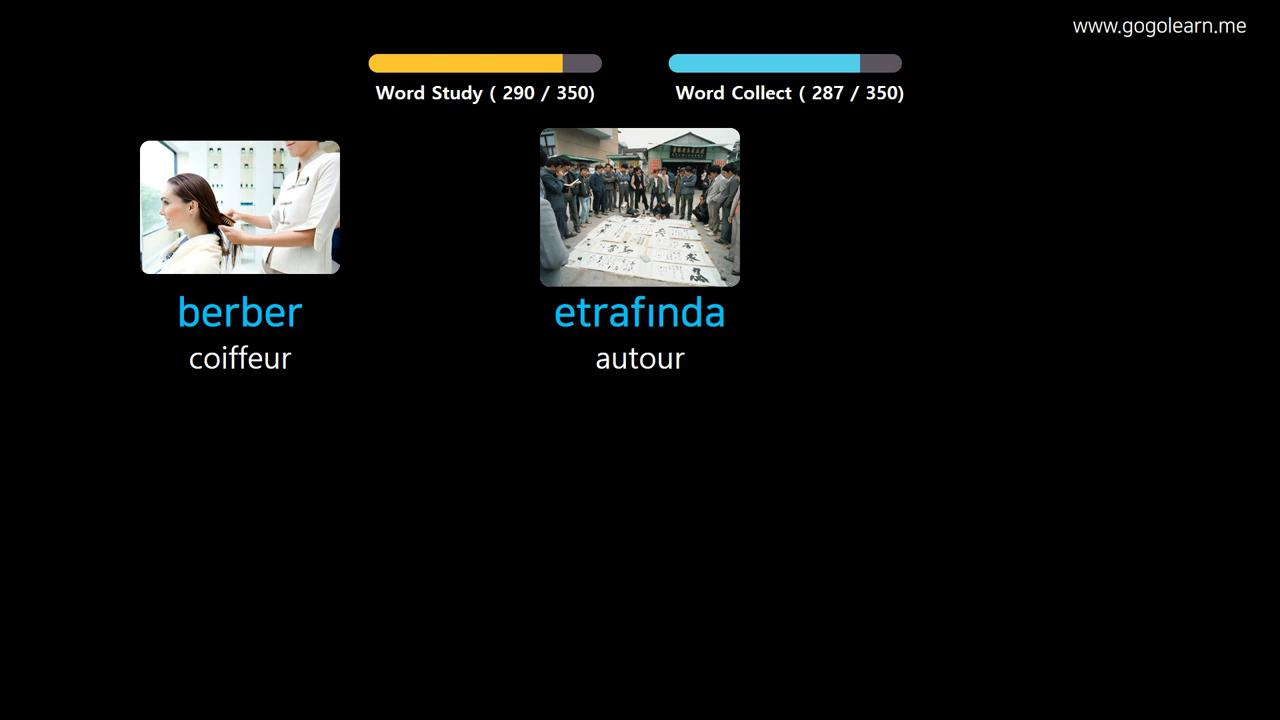 www.gogolearn.me
Word Study ( 290 / 350)
Word Collect ( 287 / 350)
berber
coiffeur
etrafında
autour